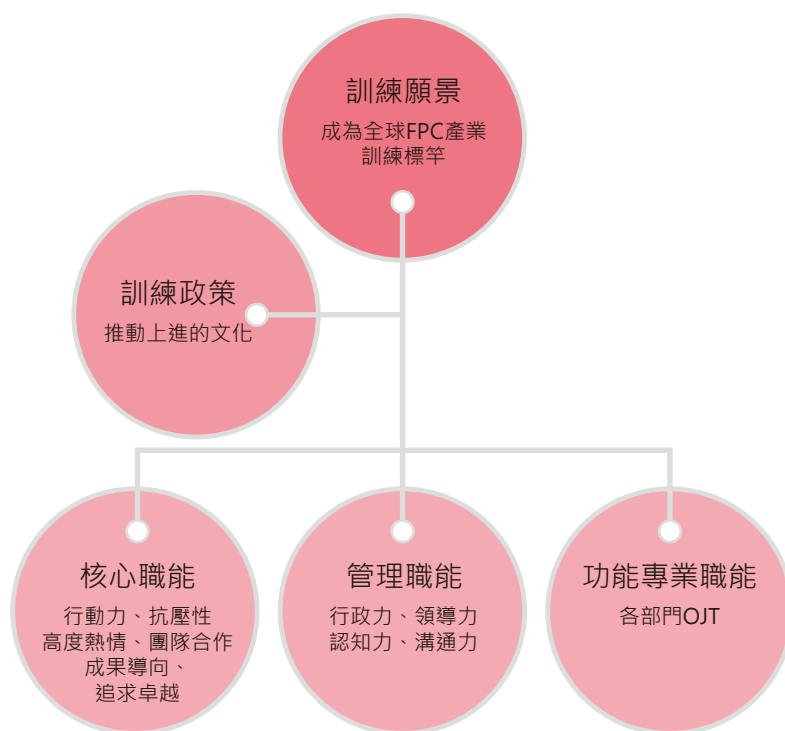 訓練願景
成為全球FPC產業
訓練標竿
訓練政策
推動上進的文化
核心職能
行動力、抗壓性
高度熱情、團隊合作
成果導向、
追求卓越
管理職能
行政力、領導力
認知力、溝通力
功能專業職能
各部門OJT